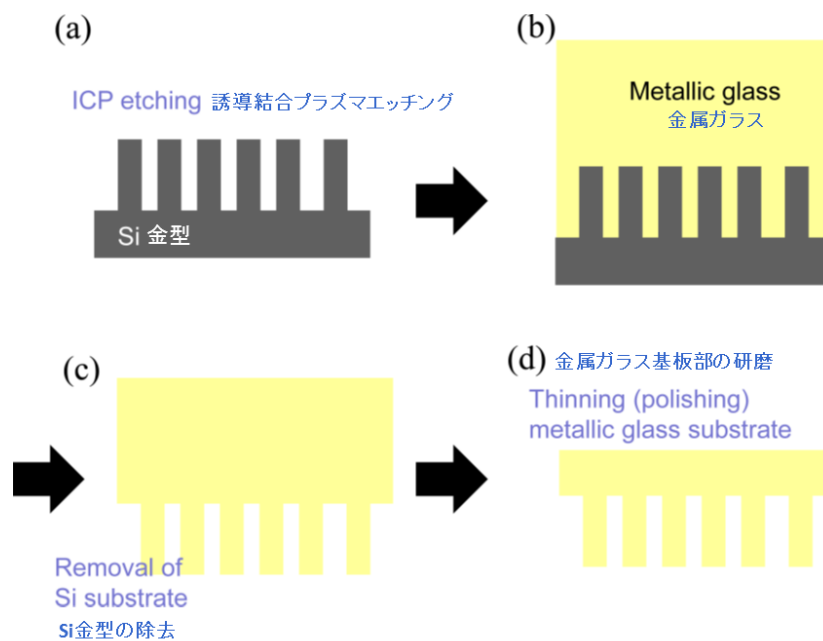 (a)
ICP etching 誘導結合プラズマエッチング
Si 金型
(b)
Metallic glass
金属ガラス
(c)
Removal of
Si substrate
Si金型の除去
(d) 金属ガラス基板部の研磨
Thinning (polishing)
metallic glass substrate